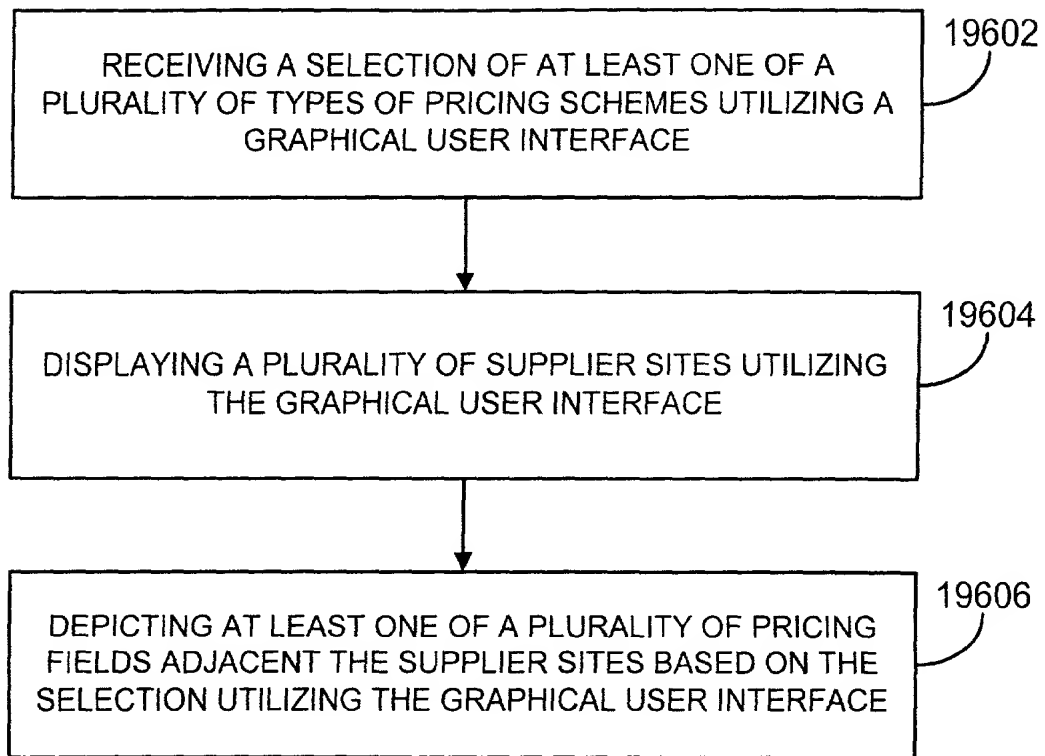 19602
RECEIVING A SELECTION OF AT LEAST ONE OF A
PLURALITY OF TYPES OF PRICING SCHEMES UTILIZING A
GRAPHICAL USER INTERFACE
19604
DISPLAYING A PLURALITY OF SUPPLIER SITES UTILIZING
THE GRAPHICAL USER INTERFACE
19606
DEPICTING AT LEAST ONE OF A PLURALITY OF PRICING
FIELDS ADJACENT THE SUPPLIER SITES BASED ON THE
SELECTION UTILIZING THE GRAPHICAL USER INTERFACE